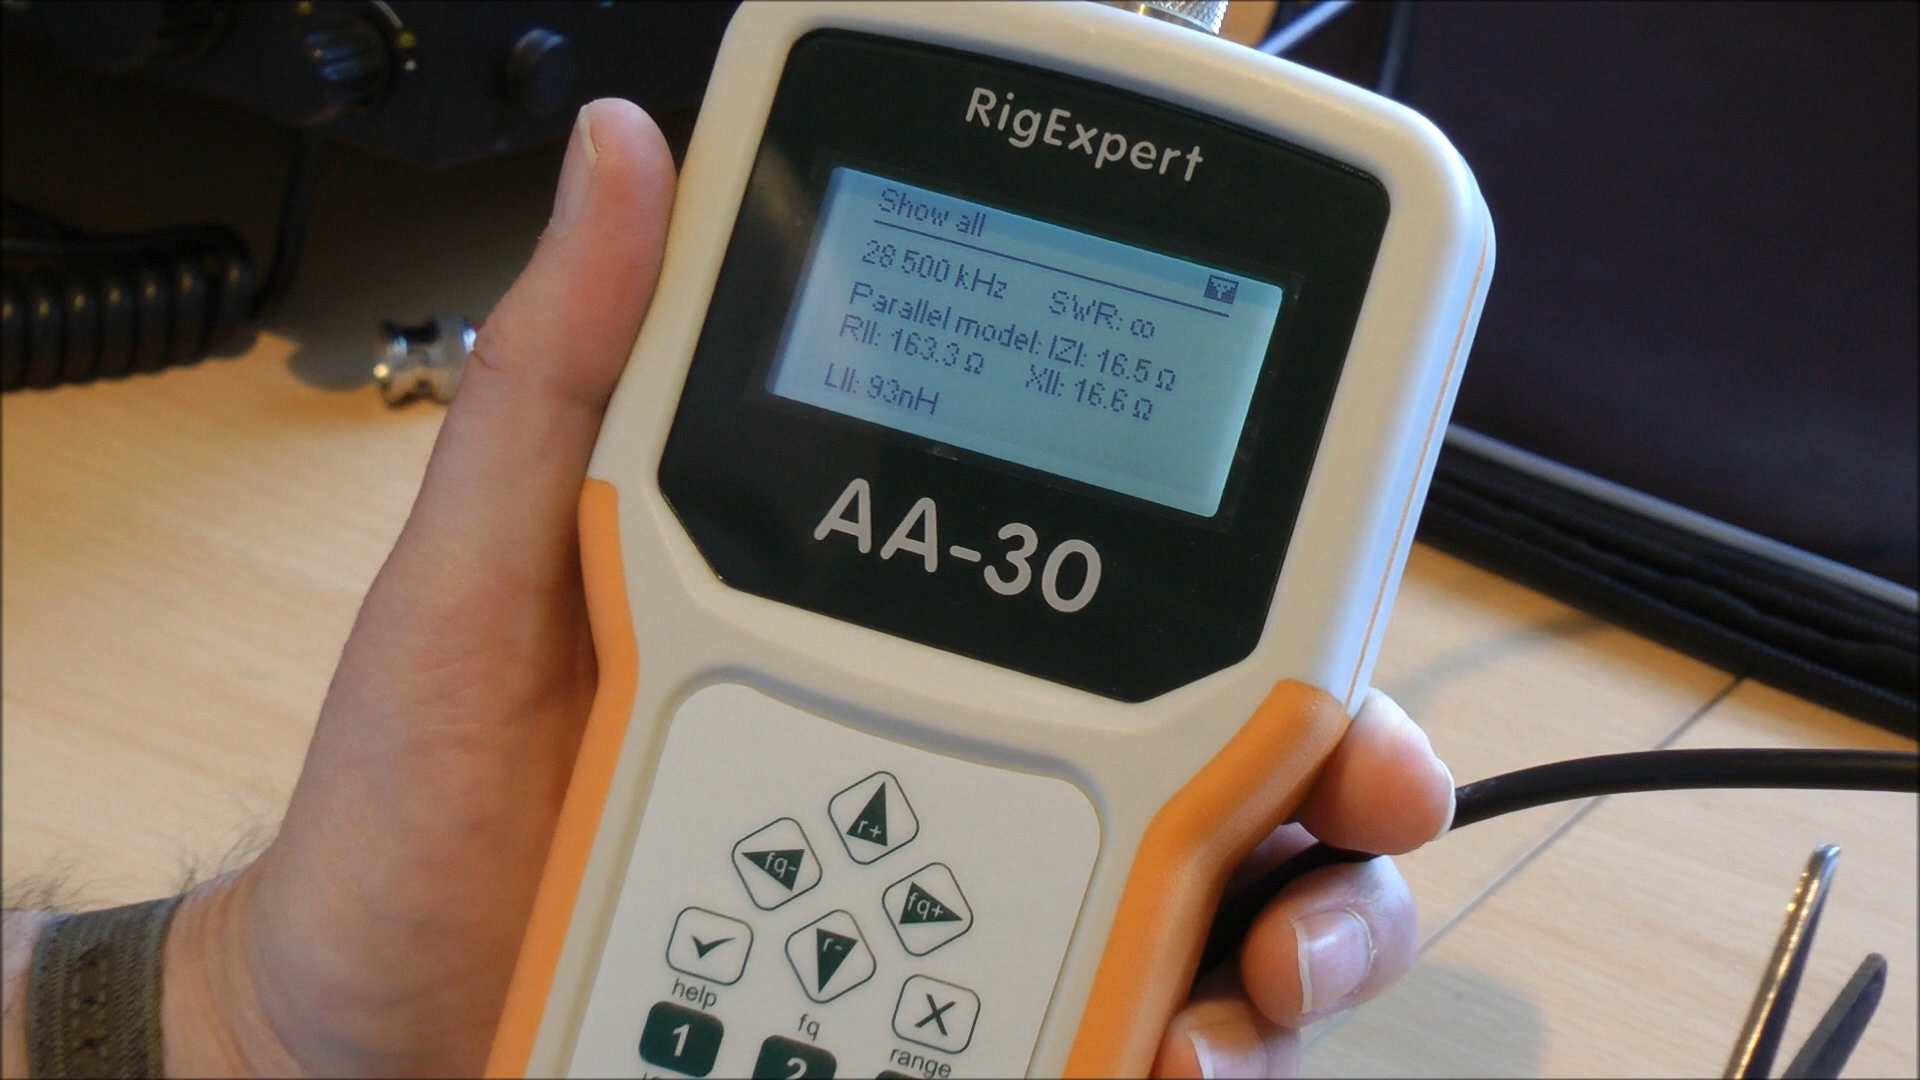 RigExpert
Show all
28 500 kHz SWR: ∞
Parallel model: |Z|: 16.5 Ω
R||: 163.3 Ω X||: 16.6 Ω
L||: 93nH
AA-30
r+
fq-
fq+
r-
help
fq
range
1
2